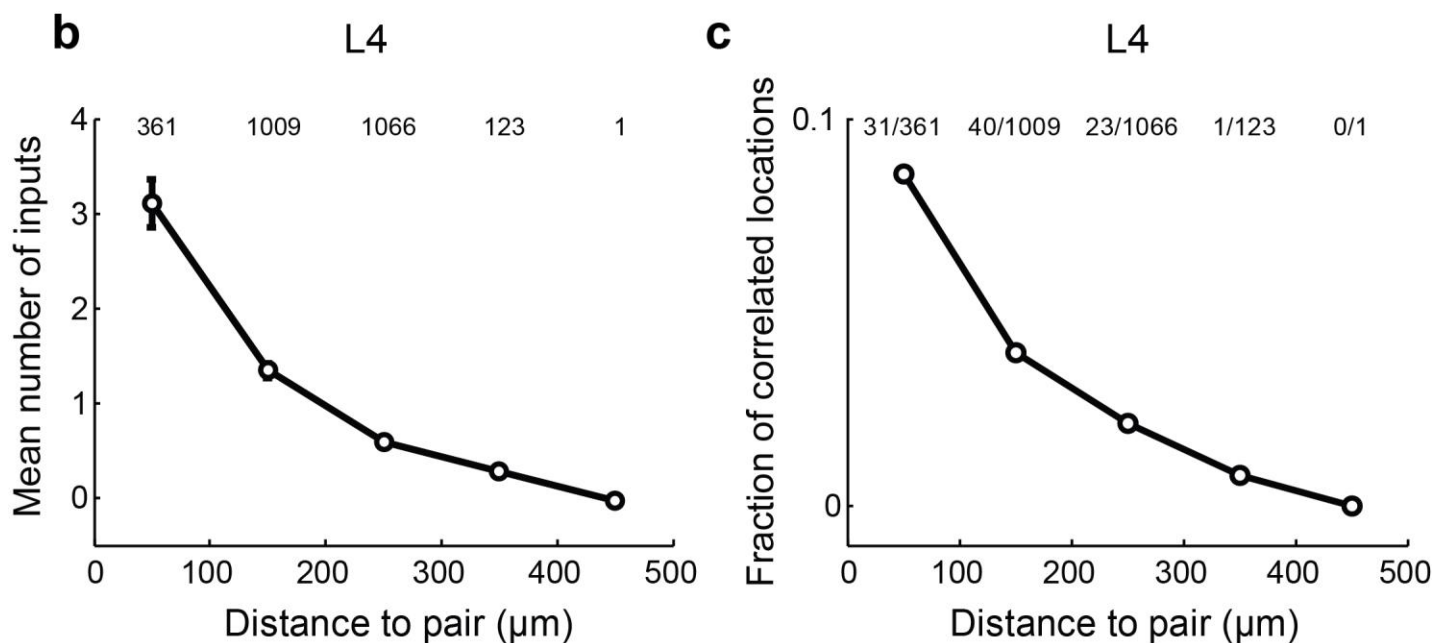 b
L4
Mean number of inputs
4
3
2
1
0
361 1009 1066 123 1
0 100 200 300 400 500
Distance to pair (µm)
c
L4
Fraction of correlated locations
0.1
0
31/361 40/1009 23/1066 1/123 0/1
0 100 200 300 400 500
Distance to pair (µm)